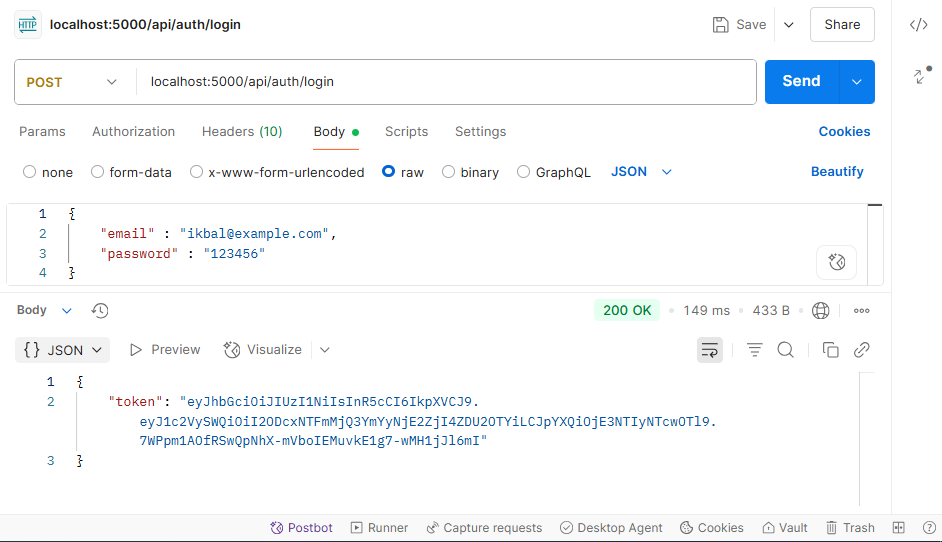 HTTP localhost:5000/api/auth/login Save Share
POST localhost:5000/api/auth/login Send
Params Authorization Headers (10) Body Scripts Settings Cookies
none form-data x-www-form-urlencoded raw binary GraphQL JSON Beautify
1 {
2 "email" : "ikbal@example.com",
3 "password" : "123456"
4 }
Body 200 OK 149 ms 433 B
{} JSON Preview Visualize
1 {
2 "token": "eyJhbGciOiJIUzI1NiIsInR5cCI6IkpXVCJ9.
eyJ1c2VySWQiOiI2ODcxNTFmMjQ3YmYyNjE2ZjI4ZDU2OTYiLCJpYXQiOjE3NTIyNTcwOTl9.
7WPpm1AOfRSwQpNhX-mVboIEMuvkE1g7-wMH1jJl6mI"
3 }
Postbot Runner Capture requests Desktop Agent Cookies Vault Trash